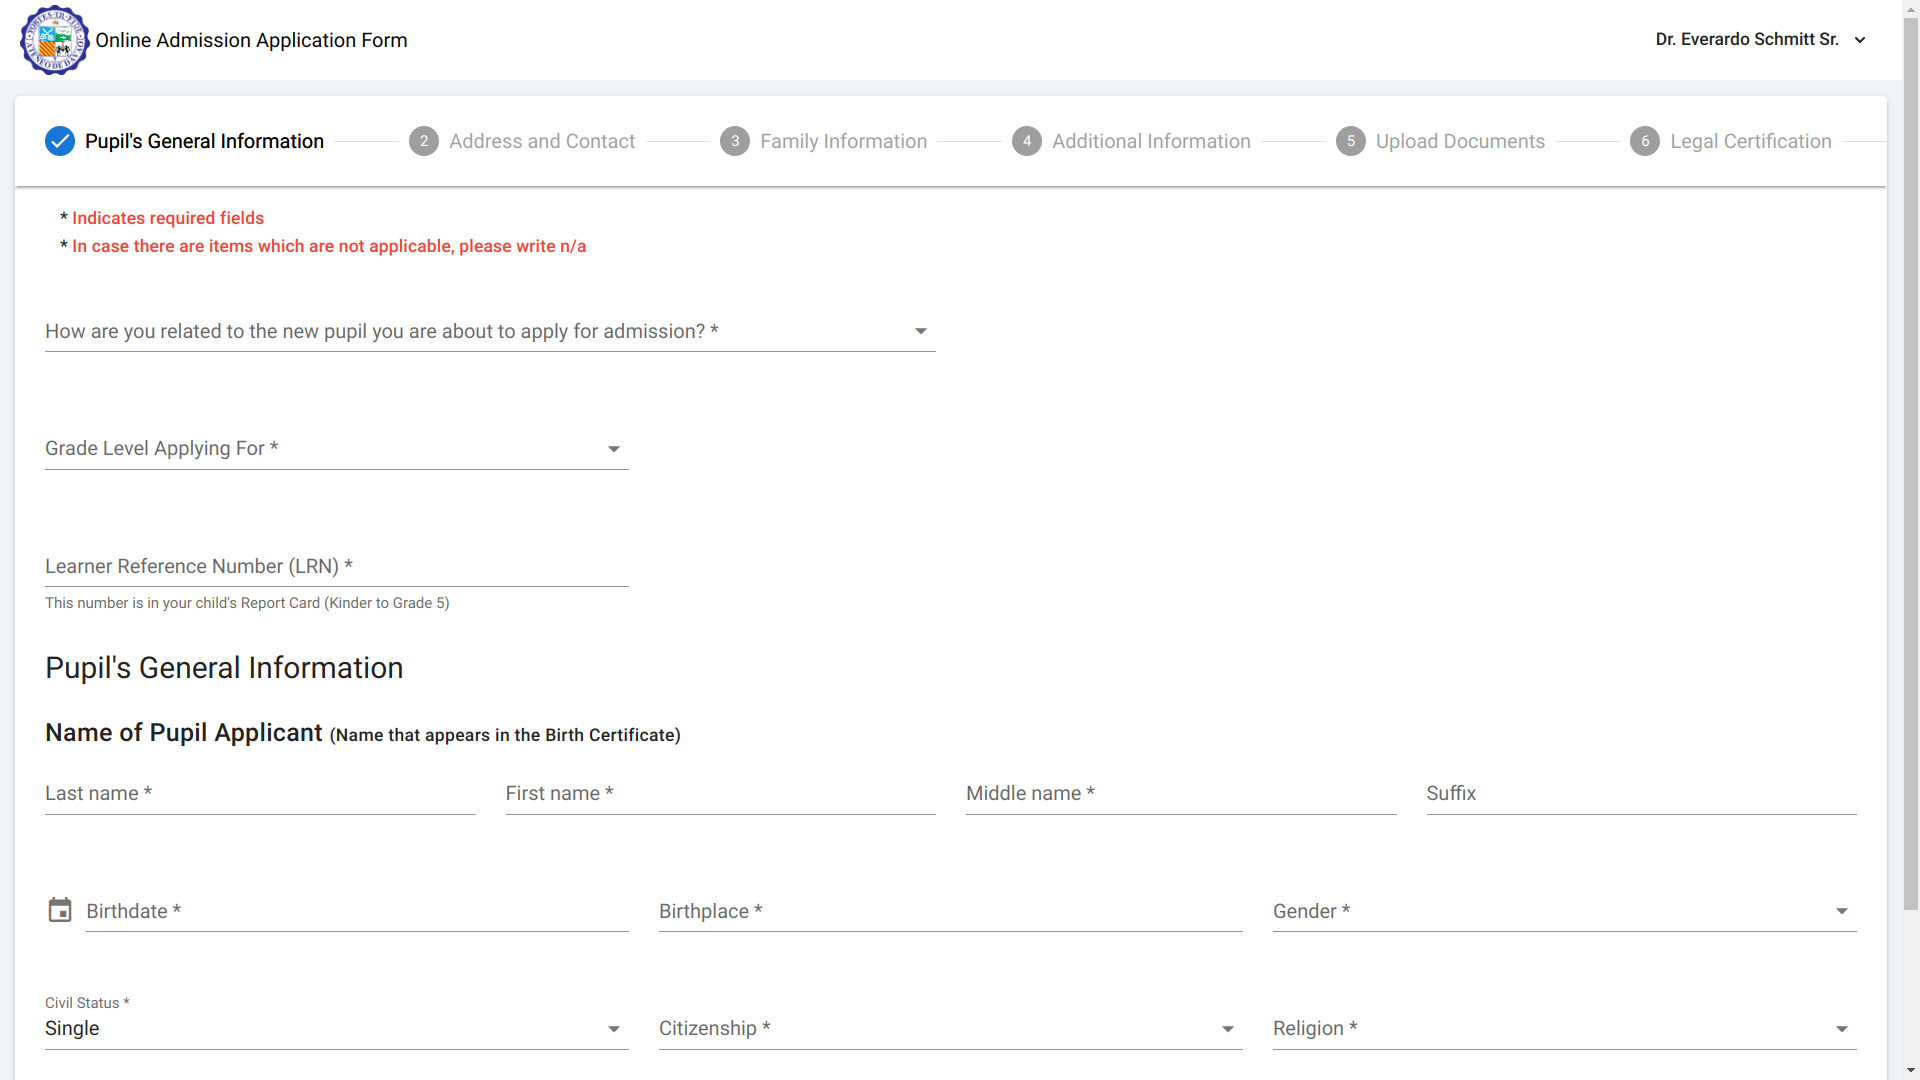 Online Admission Application Form
Dr. Everardo Schmitt Sr.
Pupil's General Information
2 Address and Contact
3 Family Information
4 Additional Information
5 Upload Documents
6 Legal Certification
* Indicates required fields
* In case there are items which are not applicable, please write n/a
How are you related to the new pupil you are about to apply for admission? *
Grade Level Applying For *
Learner Reference Number (LRN) *
This number is in your child's Report Card (Kinder to Grade 5)
Pupil's General Information
Name of Pupil Applicant (Name that appears in the Birth Certificate)
Last name *
First name *
Middle name *
Suffix
Birthdate *
Birthplace *
Gender *
Civil Status *
Single
Citizenship *
Religion *